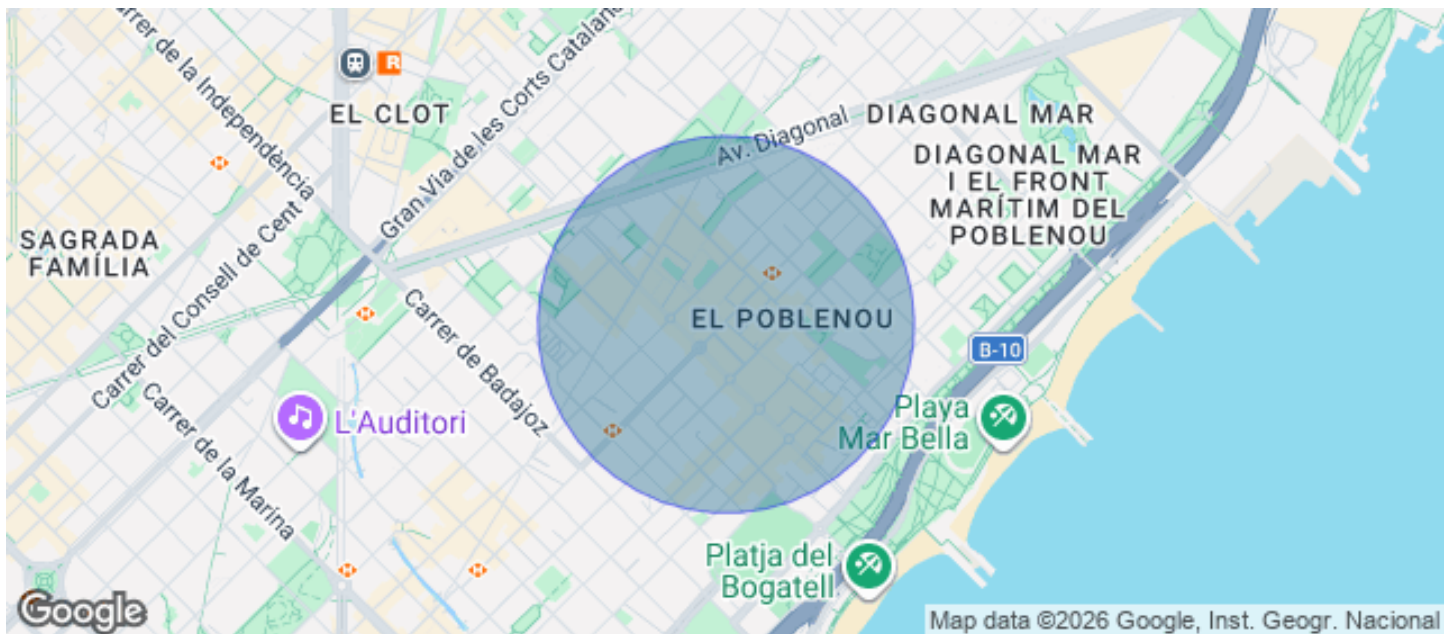 Carrer de la Independència
R
EL CLOT
Gran Via de les Corts Catalane
Av. Diagonal
DIAGONAL MAR
DIAGONAL MAR
I EL FRONT
MARÍTIM DEL
POBLENOU
SAGRADA
FAMÍLIA
Carrer del Consell de Cent
Carrer de Badajoz
EL POBLENOU
B-10
Carrer de la Marina
L'Auditori
Playa
Mar Bella
Platja del
Bogatell
Google
Map data ©2026 Google, Inst. Geogr. Nacional